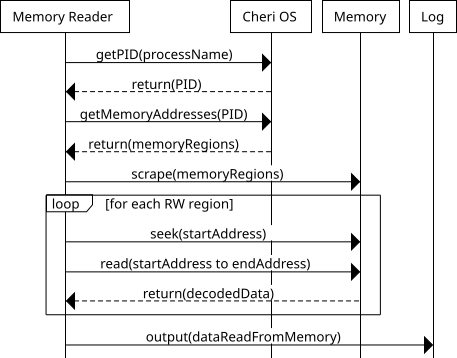 Memory Reader
Cheri OS
Memory
Log
getPID(processName)
return(PID)
getMemoryAddresses(PID)
return(memoryRegions)
scrape(memoryRegions)
loop
[for each RW region]
seek(startAddress)
read(startAddress to endAddress)
return(decodedData)
output(dataReadFromMemory)